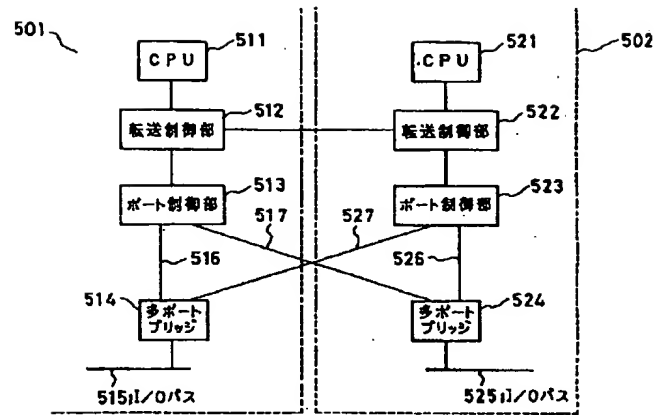 501
CPU
511
転送制御部
512
ポート制御部
513
517
516
514
多ポート
ブリッジ
515;I/Oバス
.CPU
521
502
転送制御部
522
ポート制御部
523
527
526
524
多ポート
ブリッジ
525;I/Oバス